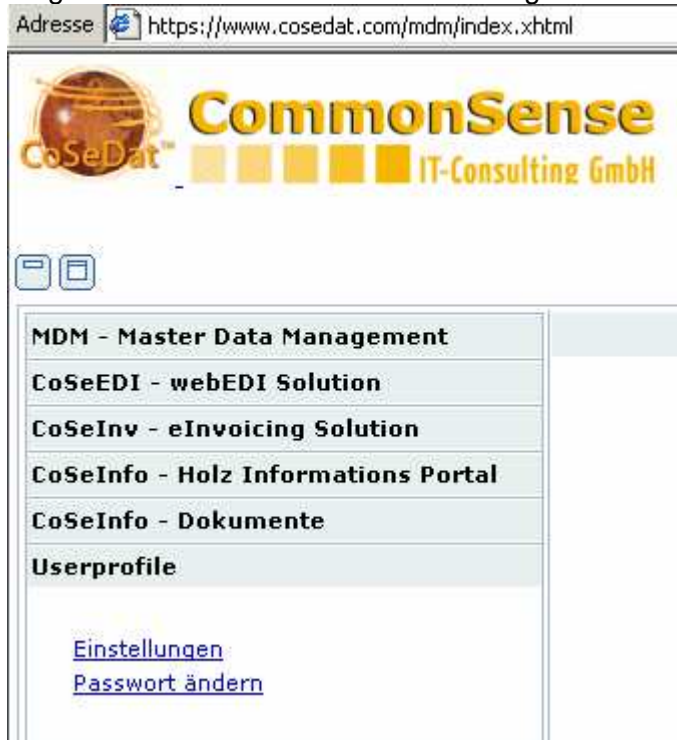 Adresse https://www.cosedat.com/mdm/index.xhtml
CoSeDat™
CommonSense
IT-Consulting GmbH
MDM - Master Data Management
CoSeEDI - webEDI Solution
CoSeInv - eInvoicing Solution
CoSeInfo - Holz Informations Portal
CoSeInfo - Dokumente
Userprofile
Einstellungen
Passwort ändern